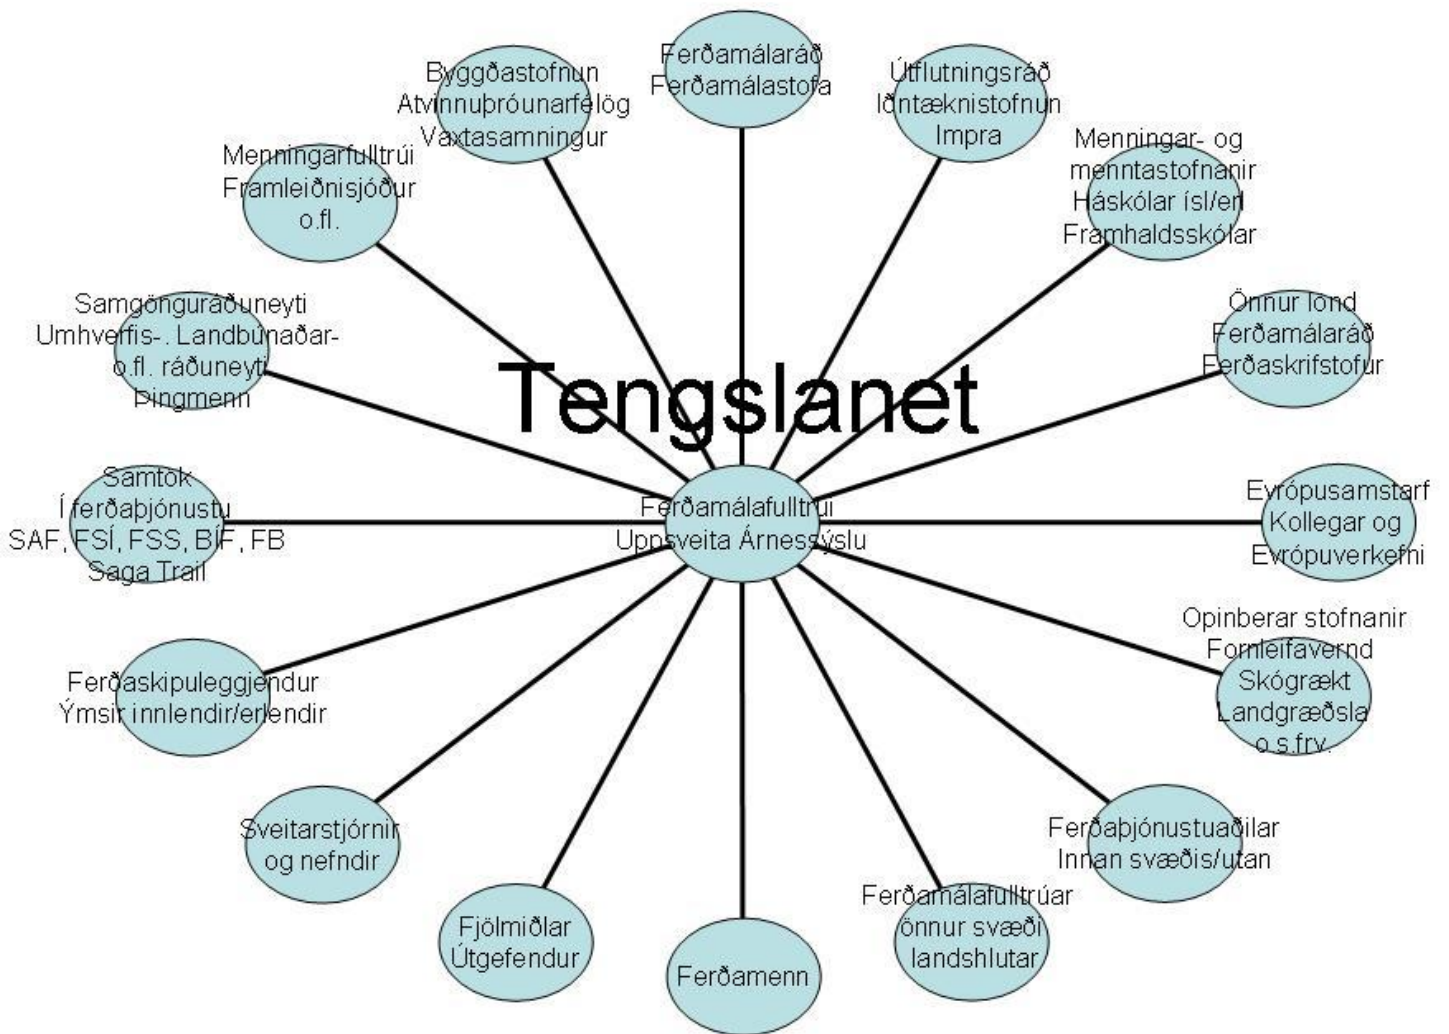 Tengslanet
Ferðamálafulltrúi
Uppsveita Árnessýslu
Ferðamálaráð
Ferðamálastofa
Útflutningsráð
Iðntæknistofnun
Impra
Menningar- og
menntastofnanir
Háskólar ísl/erl
Framhaldsskólar
Önnur lönd
Ferðamálaráð
Ferðaskrifstofur
Evrópusamstarf
Kollegar og
Evrópuverkefni
Opinberar stofnanir
Fornleifavernd
Skógrækt
Landgræðsla
o.s.frv.
Ferðaþjónustuaðilar
Innan svæðis/utan
Ferðamálafulltrúar
önnur svæði
landshlutar
Ferðamenn
Fjölmiðlar
Útgefendur
Sveitarstjórnir
og nefndir
Ferðaskipuleggjendur
Ýmsir innlendir/erlendir
Samtök
Í ferðaþjónustu
SAF, FSÍ, FSS, BÍF, FB
Saga Trail
Samgönguráðuneyti
Umhverfis-. Landbúnaðar-
o.fl. ráðuneyti
Þingmenn
Menningarfulltrúi
Framleiðnisjóður
o.fl.
Byggðastofnun
Atvinnuþróunarfélög
Vaxtasamningur